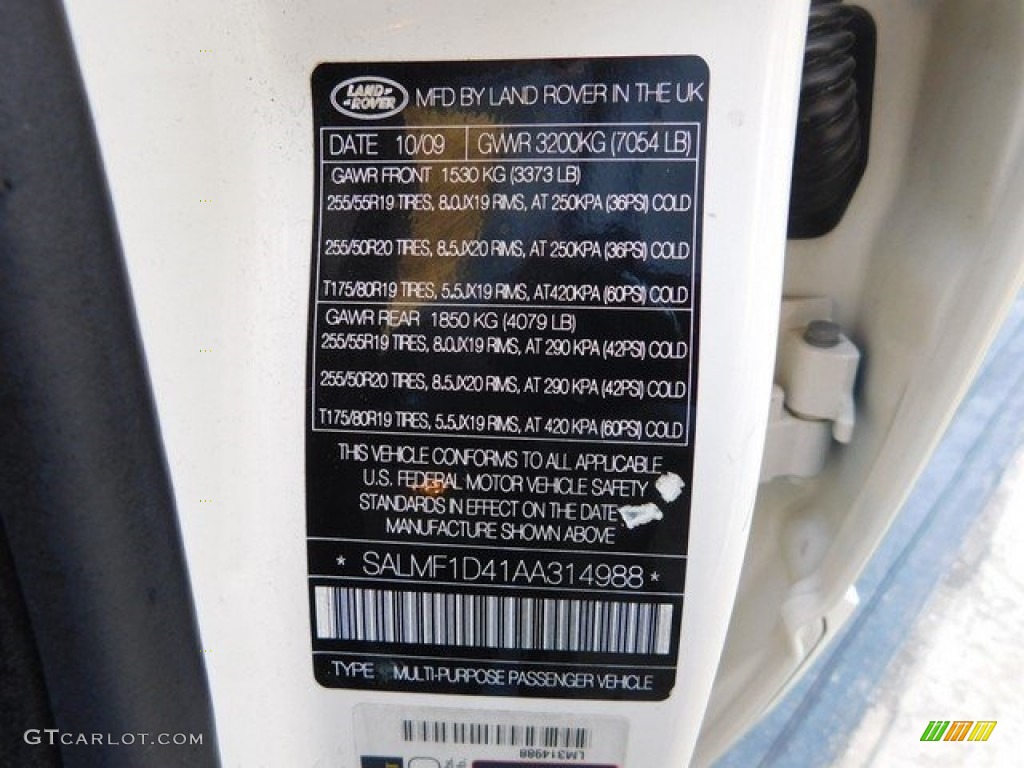 LAND ROVER MFD BY LAND ROVER IN THE UK
DATE 10/09 GVWR 3200KG (7054 LB)
GAWR FRONT 1530 KG (3373 LB)
255/55R19 TIRES, 8.0JX19 RIMS, AT 250KPA (36PSI) COLD
255/50R20 TIRES, 8.5JX20 RIMS, AT 250KPA (36PSI) COLD
T175/80R19 TIRES, 5.5JX19 RIMS, AT420KPA (60PSI) COLD
GAWR REAR 1850 KG (4079 LB)
255/55R19 TIRES, 8.0JX19 RIMS, AT 290 KPA (42PSI) COLD
255/50R20 TIRES, 8.5JX20 RIMS, AT 290 KPA (42PSI) COLD
T175/80R19 TIRES, 5.5JX19 RIMS, AT 420 KPA (60PSI) COLD
THIS VEHICLE CONFORMS TO ALL APPLICABLE
U.S. FEDERAL MOTOR VEHICLE SAFETY
STANDARDS IN EFFECT ON THE DATE
MANUFACTURE SHOWN ABOVE
* SALMF1D41AA314988 *
TYPE MULTI-PURPOSE PASSENGER VEHICLE
LM314988
GTCARLOT.COM